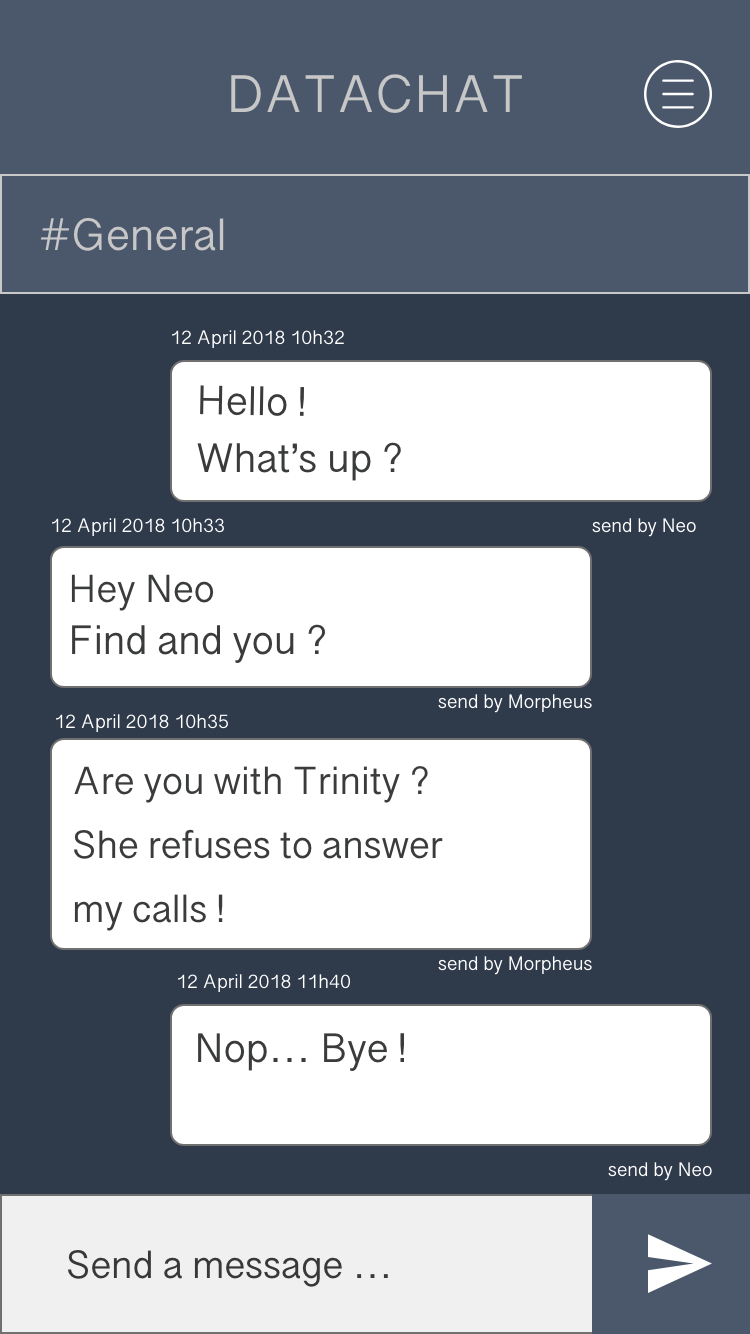 DATACHAT
#General
12 April 2018 10h32
Hello !
What’s up ?
send by Neo
12 April 2018 10h33
Hey Neo
Find and you ?
send by Morpheus
12 April 2018 10h35
Are you with Trinity ?
She refuses to answer
my calls !
send by Morpheus
12 April 2018 11h40
Nop… Bye !
send by Neo
Send a message …